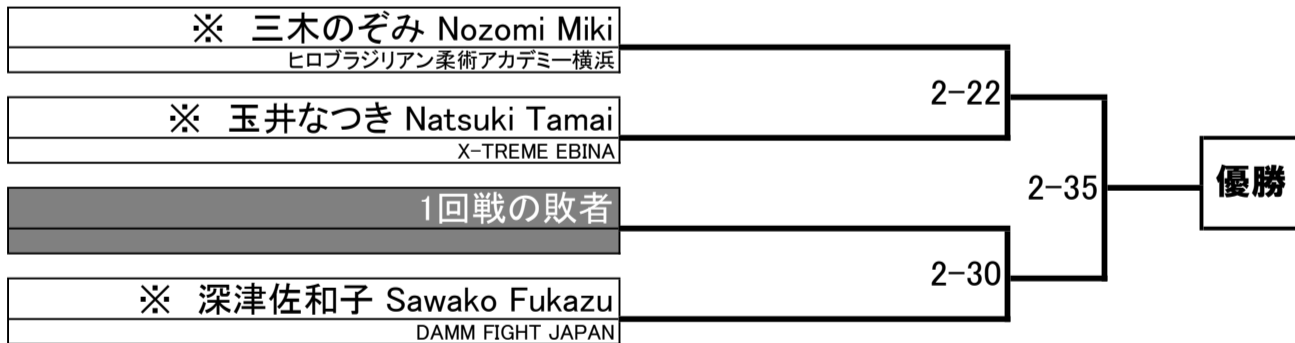 ※ 三木のぞみ Nozomi Miki
ヒロブラジリアン柔術アカデミー横浜
2-22
※ 玉井なつき Natsuki Tamai
X-TREME EBINA
2-35
優勝
1回戦の敗者
2-30
※ 深津佐和子 Sawako Fukazu
DAMM FIGHT JAPAN